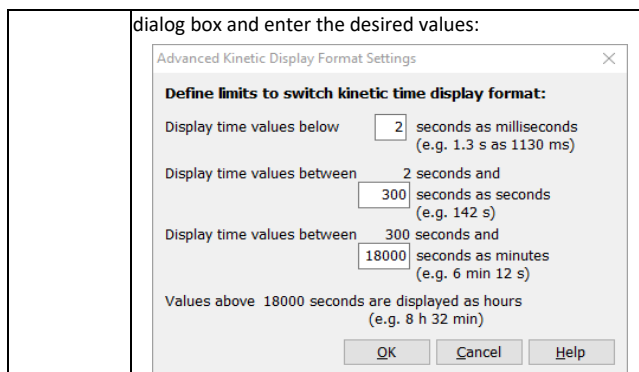 dialog box and enter the desired values:
Advanced Kinetic Display Format Settings
Define limits to switch kinetic time display format:
Display time values below 2 seconds as milliseconds
(e.g. 1.3 s as 1130 ms)
Display time values between 2 seconds and
300 seconds as seconds
(e.g. 142 s)
Display time values between 300 seconds and
18000 seconds as minutes
(e.g. 6 min 12 s)
Values above 18000 seconds are displayed as hours
(e.g. 8 h 32 min)
OK Cancel Help